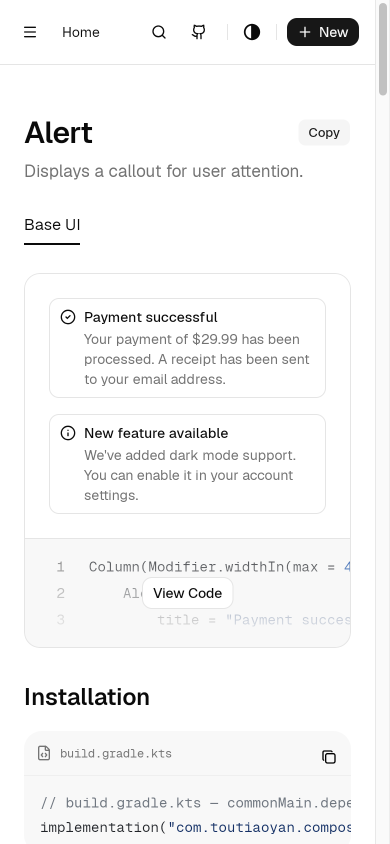 Home
New
Alert
Copy
Displays a callout for user attention.
Base UI
Payment successful
Your payment of $29.99 has been
processed. A receipt has been sent
to your email address.
New feature available
We've added dark mode support.
You can enable it in your account
settings.
1 Column(Modifier.widthIn(max = 4
2 Al
View Code
3 title = "Payment succes
Installation
build.gradle.kts
// build.gradle.kts — commonMain.depe
implementation("com.toutiaoyan.compos